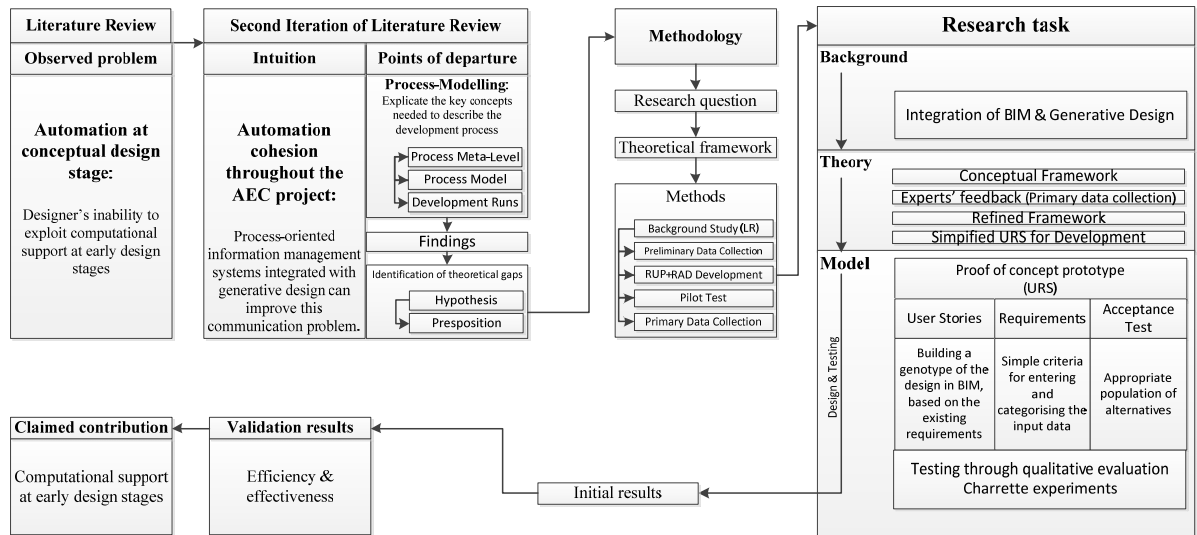 Literature Review
Observed problem
Automation at
conceptual design
stage:
Designer's inability to
exploit computational
support at early design
stages
Second Iteration of Literature Review
Intuition
Automation
cohesion
throughout the
AEC project:
Process-oriented
information management
systems integrated with
generative design can
improve this
communication problem.
Points of departure
Process-Modelling:
Explicate the key concepts
needed to describe the
development process
Process Meta-Level
Process Model
Development Runs
Findings
Identification of theoretical gaps
Hypothesis
Presposition
Methodology
Research question
Theoretical framework
Methods
Background Study (LR)
Preliminary Data Collection
RUP+RAD Development
Pilot Test
Primary Data Collection
Research task
Background
Integration of BIM & Generative Design
Theory
Conceptual Framework
Experts' feedback (Primary data collection)
Refined Framework
Simpified URS for Development
Model
Design & Testing
Proof of concept prototype
(URS)
User Stories
Requirements
Acceptance
Test
Building a
genotype of the
design in BIM,
based on the
existing
requirements
Simple criteria
for entering
and
categorising the
input data
Appropriate
population of
alternatives
Testing through qualitative evaluation
Charrette experiments
Initial results
Validation results
Efficiency &
effectiveness
Claimed contribution
Computational support
at early design stages